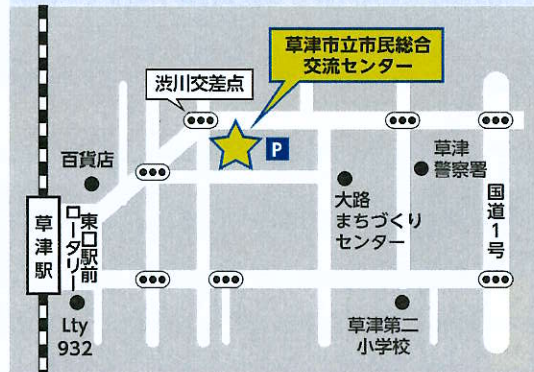 草津市立市民総合
交流センター
渋川交差点
P
百貨店
草津
警察署
大路
まちづくり
センター
国道1号
草津駅
東口駅前
ロータリー
Lty
932
草津第二
小学校